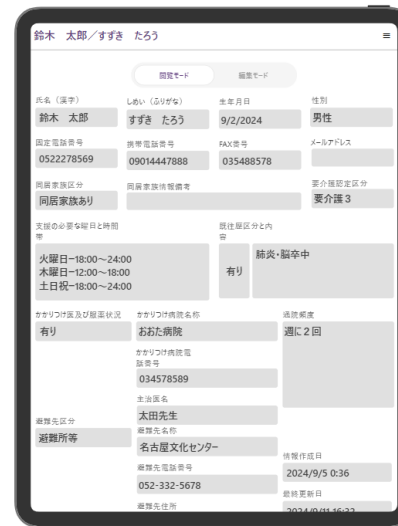 鈴木　太郎／すずき　たろう
閲覧モード
編集モード
氏名（漢字）
しめい（ふりがな）
生年月日
性別
鈴木　太郎
すずき　たろう
9/2/2024
男性
固定電話番号
携帯電話番号
FAX番号
メールアドレス
0522278569
09014447888
035488578
同居家族区分
同居家族情報備考
要介護認定区分
同居家族あり
要介護３
支援の必要な曜日と時間
帯
既往歴区分と内
容
火曜日−18:00～24:00
木曜日−12:00～18:00
土日祝−18:00～24:00
有り
肺炎・脳卒中
かかりつけ医及び服薬状況
かかりつけ病院名称
通院頻度
有り
おおた病院
週に２回
かかりつけ病院電
話番号
034578589
主治医名
太田先生
避難先区分
避難先名称
避難所等
名古屋文化センター
情報作成日
避難先電話番号
2024/9/5 0:36
052-332-5678
最終更新日
避難先住所
2024/9/11 16:32